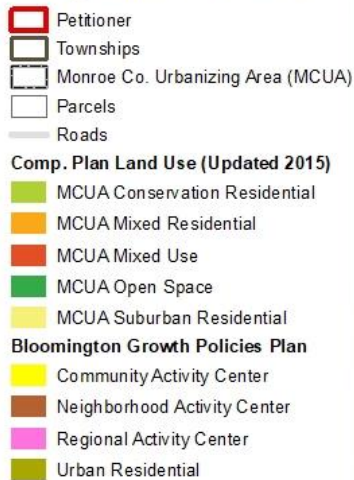 Petitioner
Townships
Monroe Co. Urbanizing Area (MCUA)
Parcels
Roads
Comp. Plan Land Use (Updated 2015)
MCUA Conservation Residential
MCUA Mixed Residential
MCUA Mixed Use
MCUA Open Space
MCUA Suburban Residential
Bloomington Growth Policies Plan
Community Activity Center
Neighborhood Activity Center
Regional Activity Center
Urban Residential